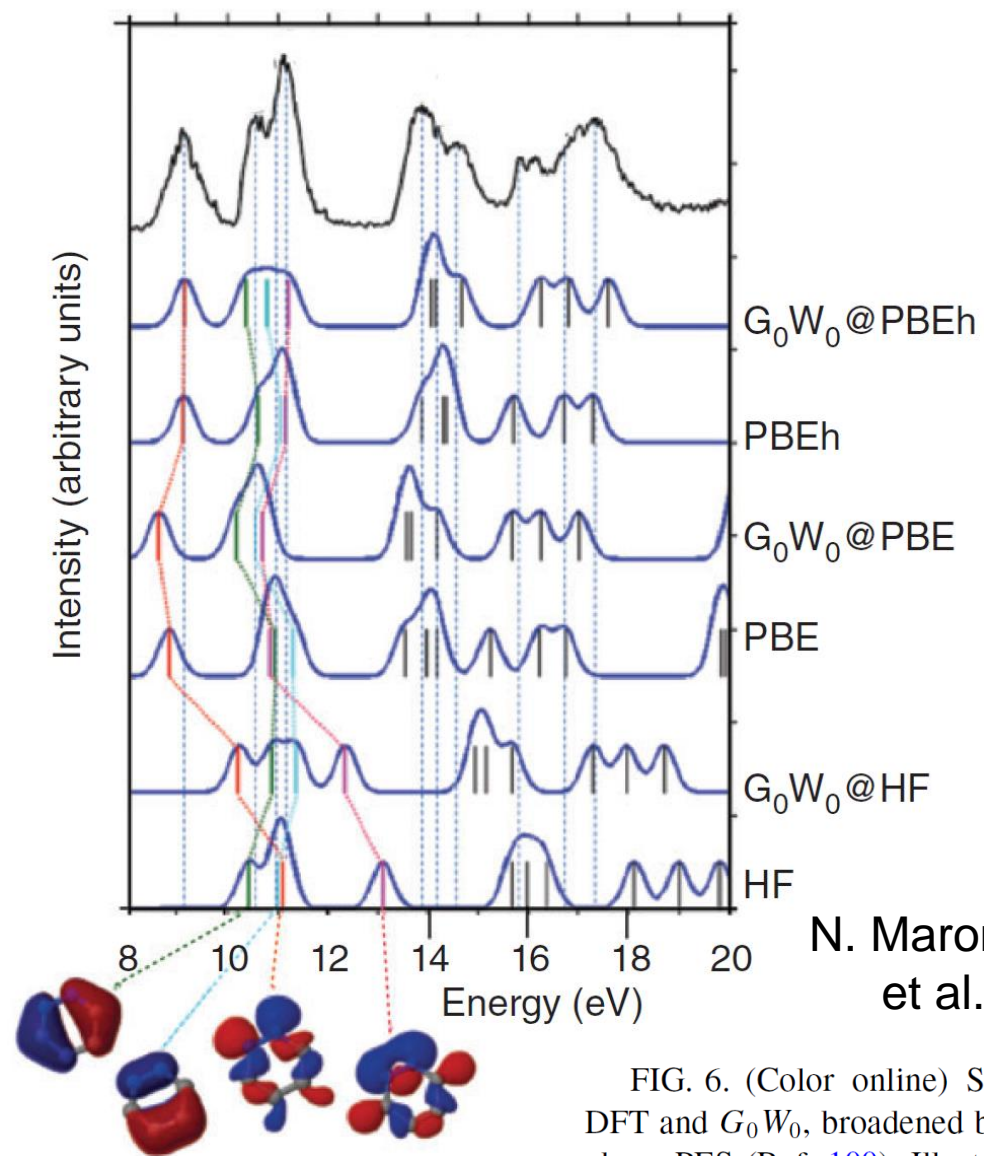 Intensity (arbitrary units)
G0W0@PBEh
PBEh
G0W0@PBE
PBE
G0W0@HF
HF
8 10 12 14 16 18 20
Energy (eV)
N. Maron
et al.
FIG. 6. (Color online) S
DFT and G0W0, broadened b